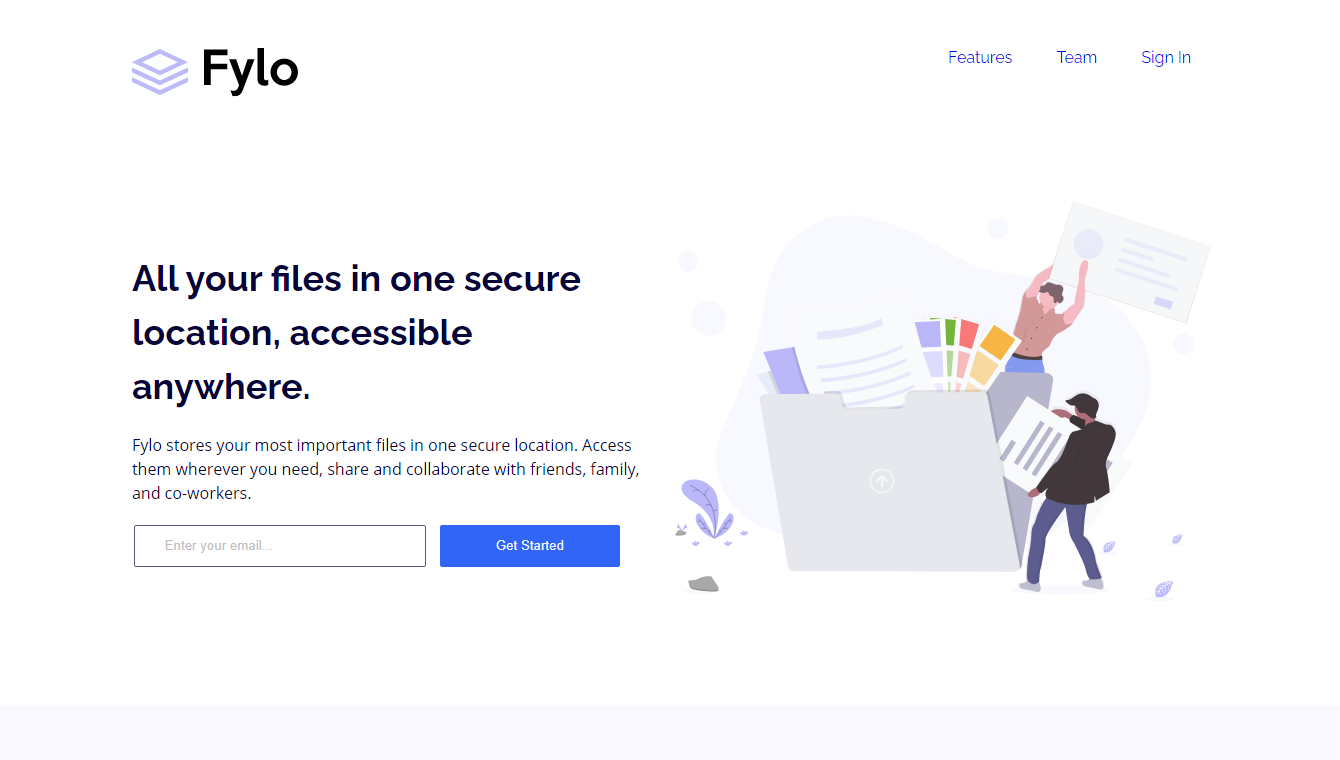 Fylo
Features
Team
Sign In
All your files in one secure
location, accessible
anywhere.
Fylo stores your most important files in one secure location. Access
them wherever you need, share and collaborate with friends, family,
and co-workers.
Enter your email...
Get Started